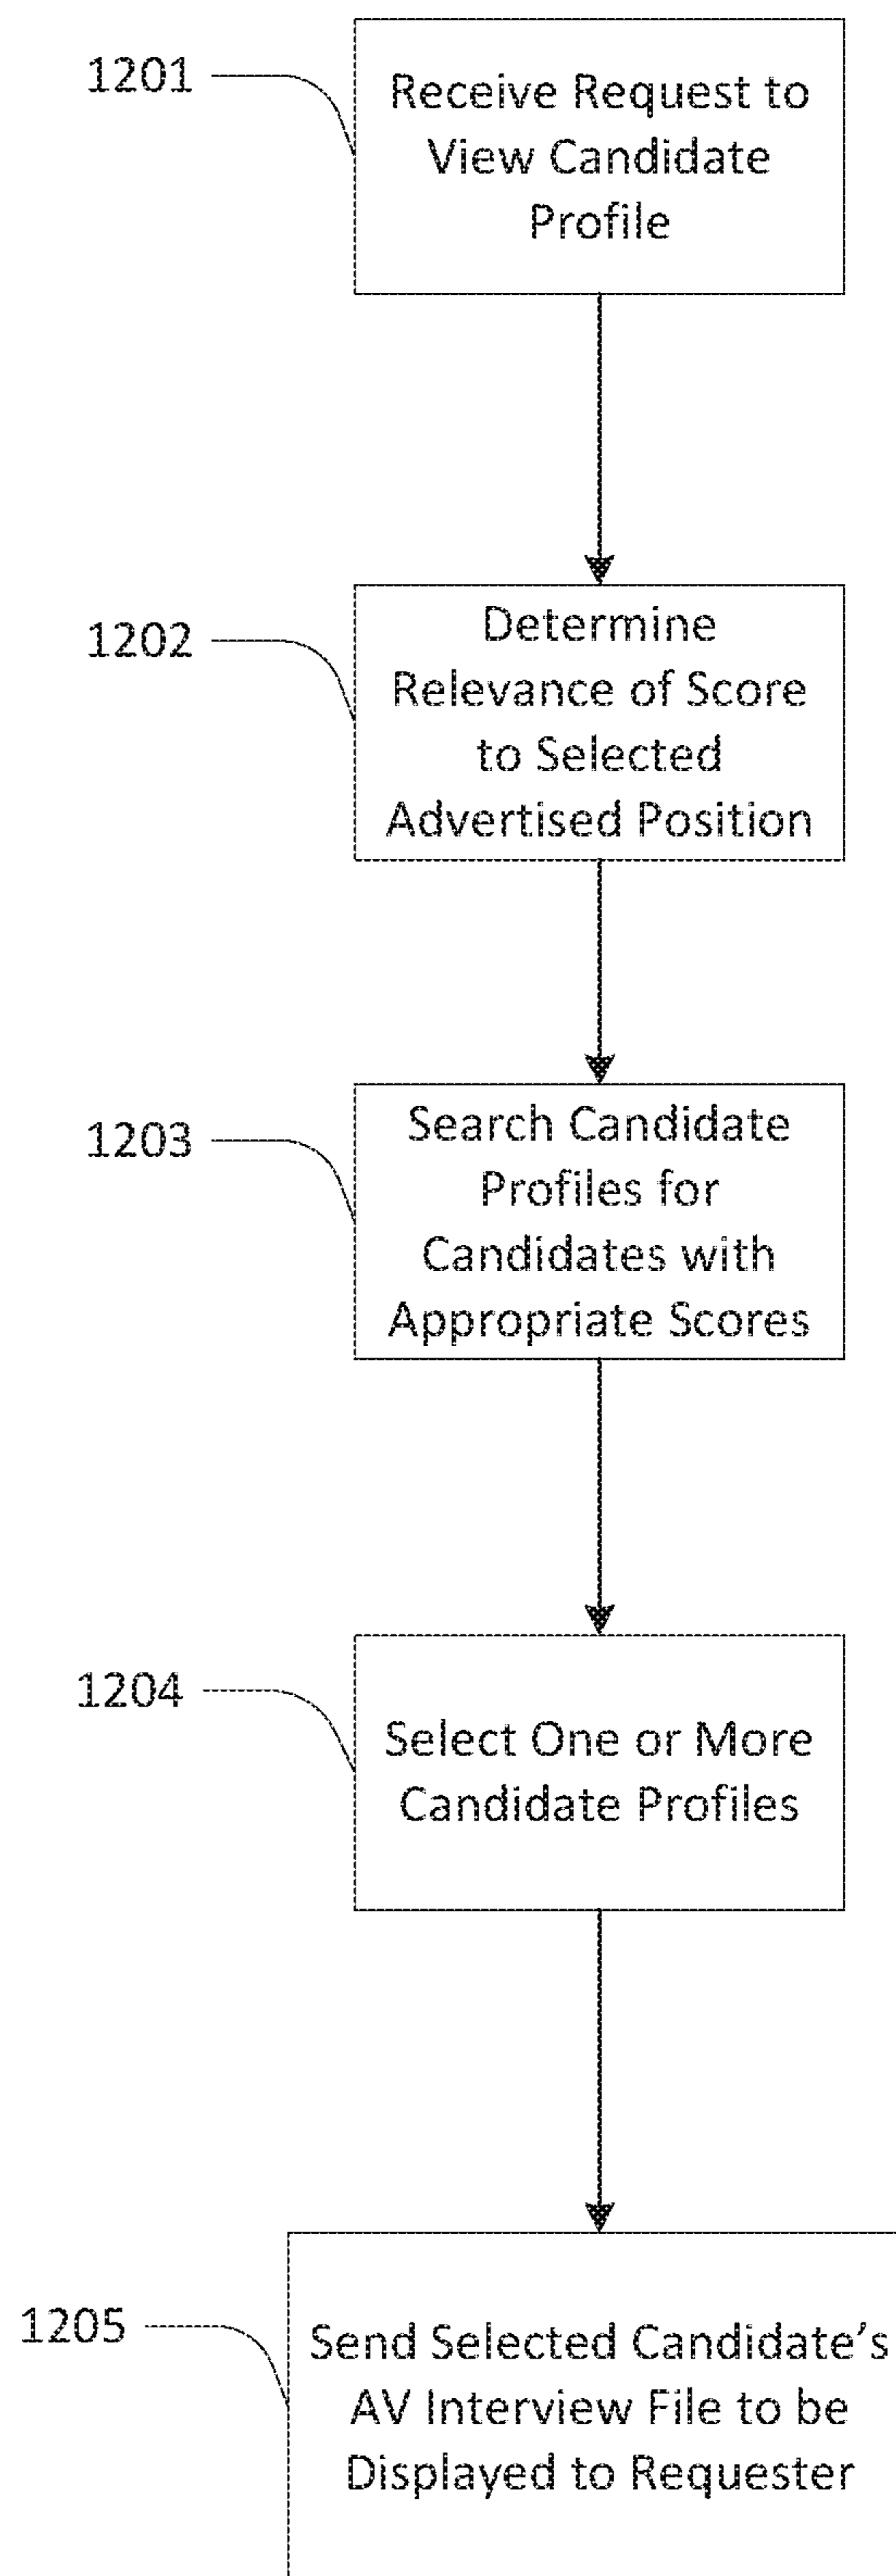 1201
Receive Request to
View Candidate
Profile
1202
Determine
Relevance of Score
to Selected
Advertised Position
1203
Search Candidate
Profiles for
Candidates with
Appropriate Scores
1204
Select One or More
Candidate Profiles
1205
Send Selected Candidate’s
AV Interview File to be
Displayed to Requester